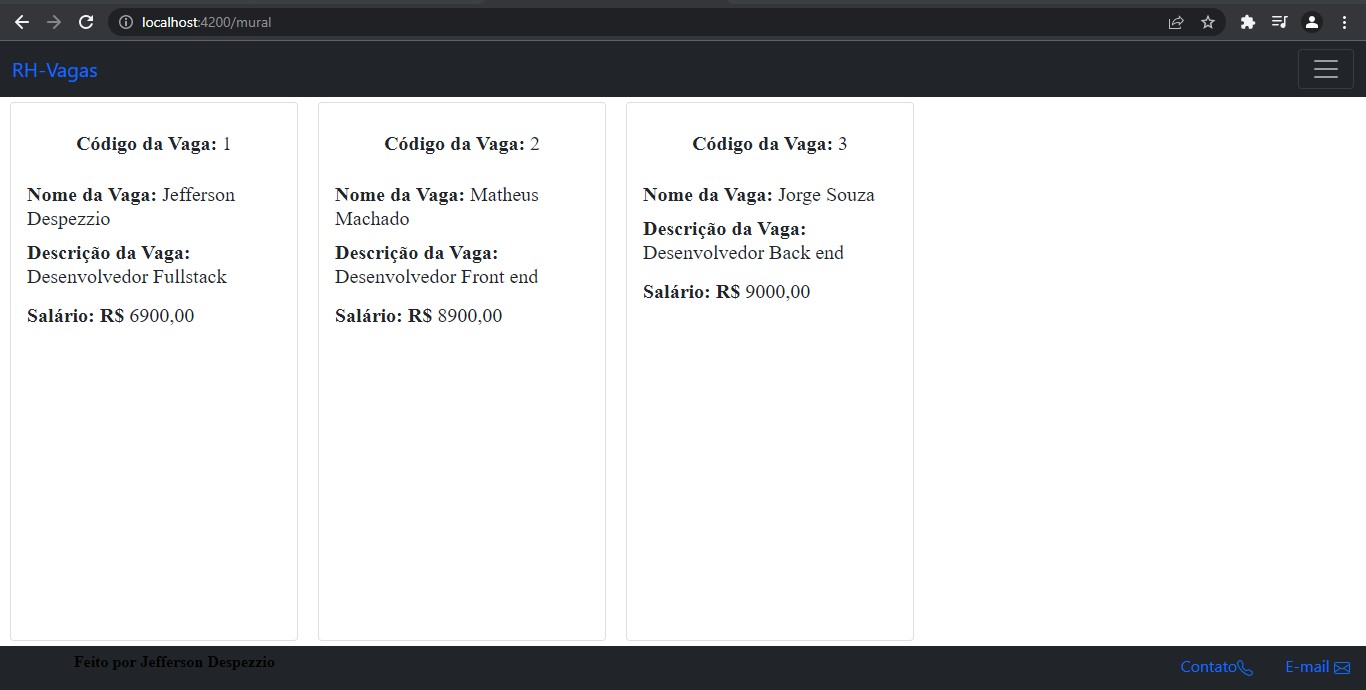 localhost:4200/mural
RH-Vagas
Código da Vaga: 1
Nome da Vaga: Jefferson
Despezzio
Descrição da Vaga:
Desenvolvedor Fullstack
Salário: R$ 6900,00
Código da Vaga: 2
Nome da Vaga: Matheus
Machado
Descrição da Vaga:
Desenvolvedor Front end
Salário: R$ 8900,00
Código da Vaga: 3
Nome da Vaga: Jorge Souza
Descrição da Vaga:
Desenvolvedor Back end
Salário: R$ 9000,00
Feito por Jefferson Despezzio
Contato
E-mail